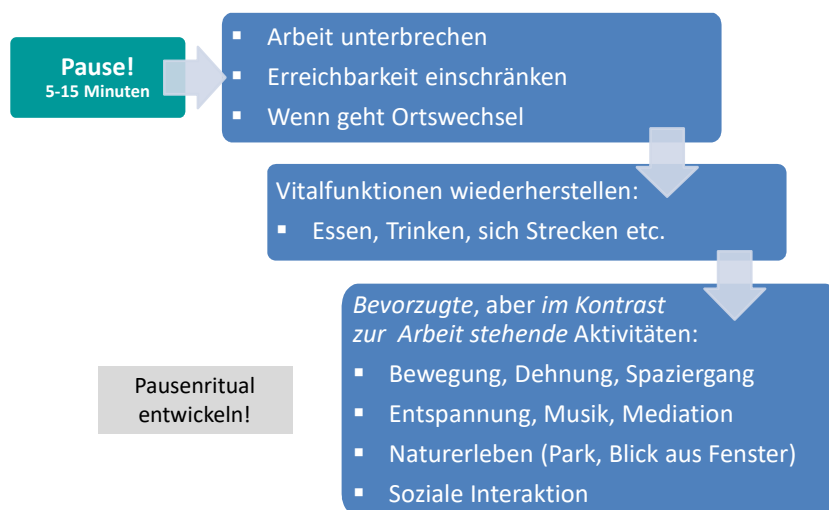 Pause!
5-15 Minuten
▪ Arbeit unterbrechen
▪ Erreichbarkeit einschränken
▪ Wenn geht Ortswechsel
Vitalfunktionen wiederherstellen:
▪ Essen, Trinken, sich Strecken etc.
Bevorzugte, aber im Kontrast
zur Arbeit stehende Aktivitäten:
▪ Bewegung, Dehnung, Spaziergang
▪ Entspannung, Musik, Mediation
▪ Naturerleben (Park, Blick aus Fenster)
▪ Soziale Interaktion
Pausenritual
entwickeln!